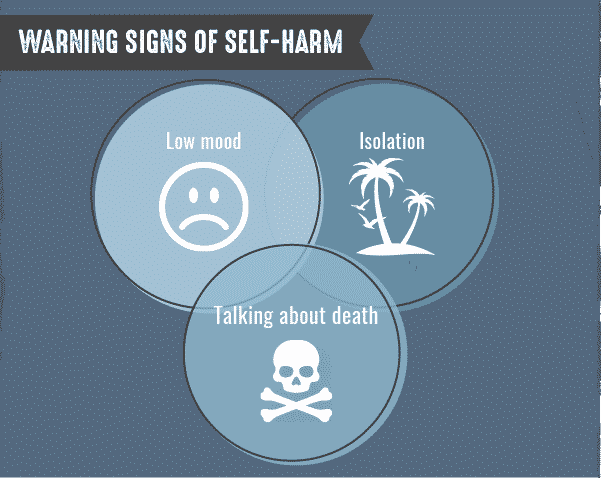 WARNING SIGNS OF SELF-HARM
Low mood
Isolation
Talking about death